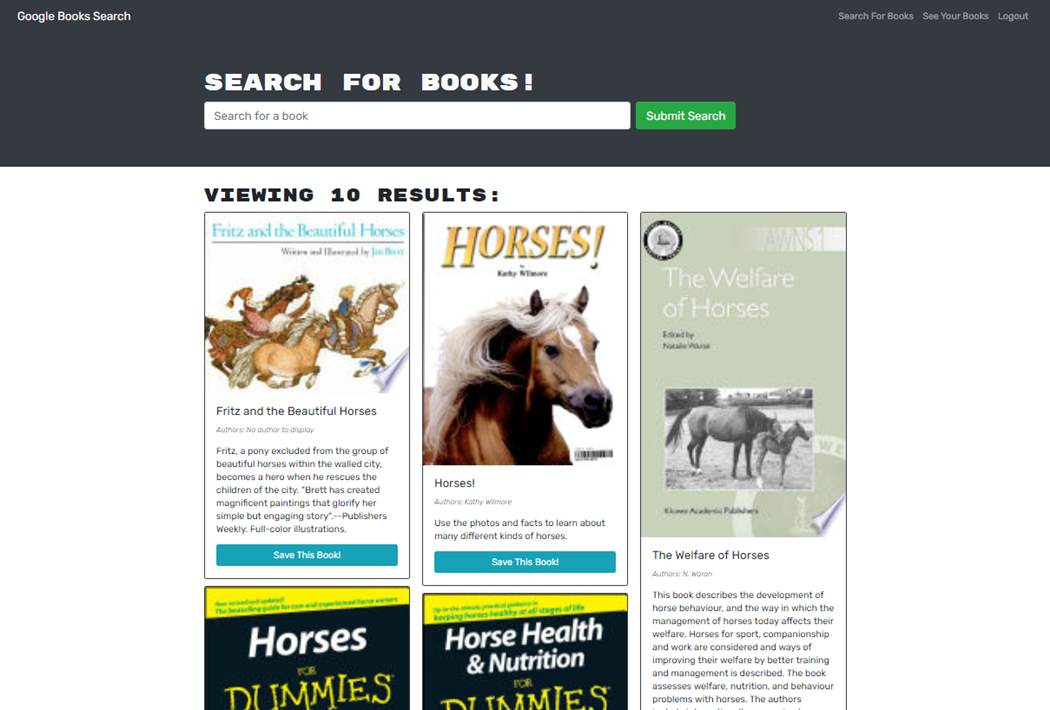 Google Books Search
Search For Books See Your Books Logout
SEARCH FOR BOOKS!
Search for a book
Submit Search
VIEWING 10 RESULTS:
Fritz and the Beautiful Horses
Written and Illustrated by Jan Brett
Fritz and the Beautiful Horses
Authors: No author to display
Fritz, a pony excluded from the group of
beautiful horses within the walled city,
becomes a hero when he rescues the
children of the city. "Brett has created
magnificent paintings that glorify her
simple but engaging story".--Publishers
Weekly. Full-color illustrations.
Save This Book!
HORSES!
by
Kathy Wilmore
Horses!
Authors: Kathy Wilmore
Use the photos and facts to learn about
many different kinds of horses.
Save This Book!
AWNS 1
The Welfare
of Horses
Edited by
Natalie Waran
Kluwer Academic Publishers
The Welfare of Horses
Authors: N. Waran
This book describes the development of
horse behaviour, and the way in which the
management of horses today affects their
welfare. Horses for sport, companionship
and work are considered and ways of
improving their welfare by better training
and management is described. The book
assesses welfare, nutrition, and behaviour
problems with horses. The authors
Now revised and updated!
The bestselling guide for new and experienced horse owners
Horses
FOR
DUMMIES
Up-to-the-minute, practical guidance to
keeping horses healthy at all stages of life
Horse Health
& Nutrition
FOR
DUMMIES